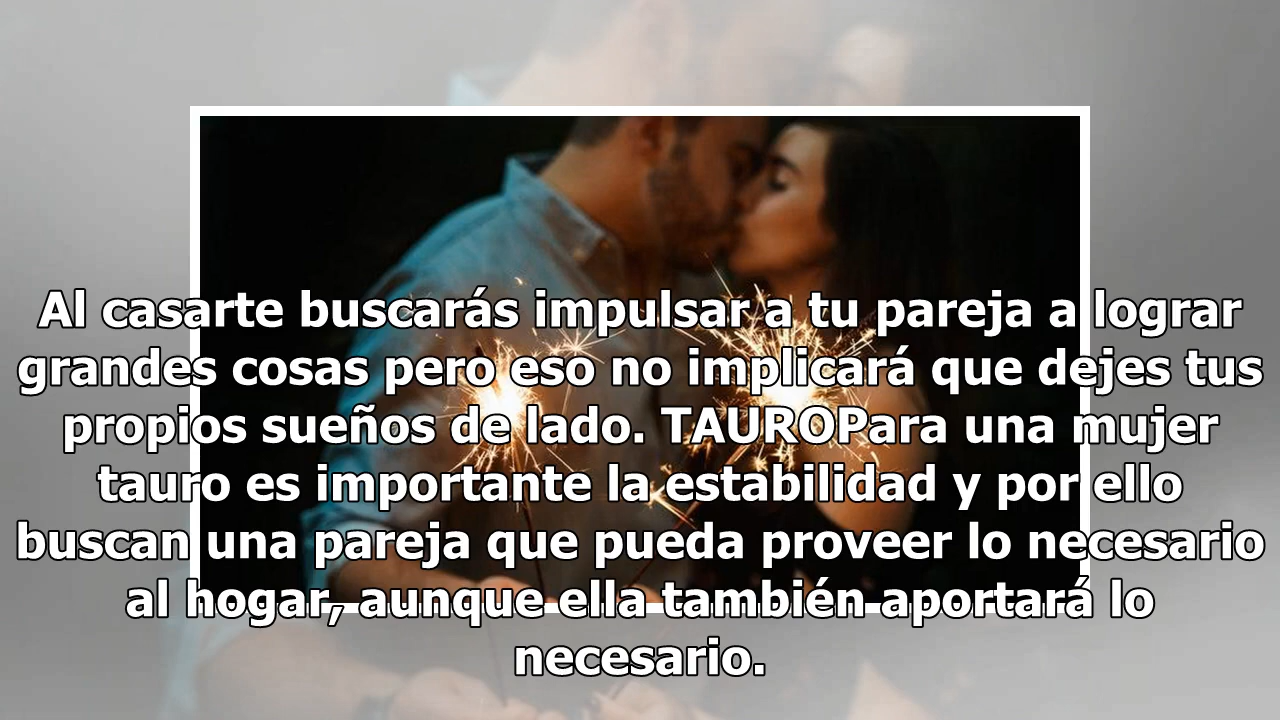 Al casarte buscarás impulsar a tu pareja a lograr
grandes cosas pero eso no implicará que dejes tus
propios sueños de lado. TAUROPara una mujer
tauro es importante la estabilidad y por ello
buscan una pareja que pueda proveer lo necesario
al hogar, aunque ella también aportará lo
necesario.